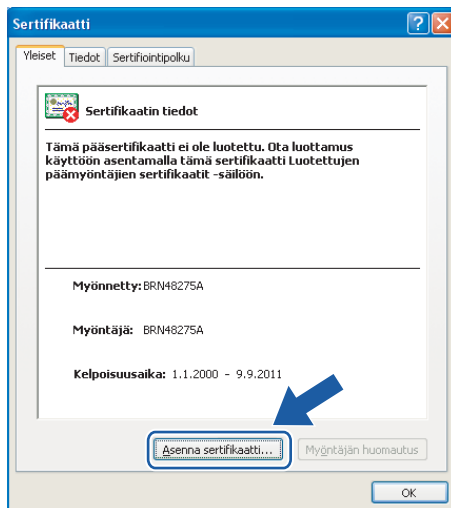 Sertifikaatti
Yleiset Tiedot Sertifiointipolku
Sertifikaatin tiedot
Tämä pääsertifikaatti ei ole luotettu. Ota luottamus
käyttöön asentamalla tämä sertifikaatti Luotettujen
päämyöntäjien sertifikaatit -säilöön.
Myönnetty: BRN48275A
Myöntäjä: BRN48275A
Kelpoisuusaika: 1.1.2000 - 9.9.2011
Asenna sertifikaatti... Myöntäjän huomautus
OK